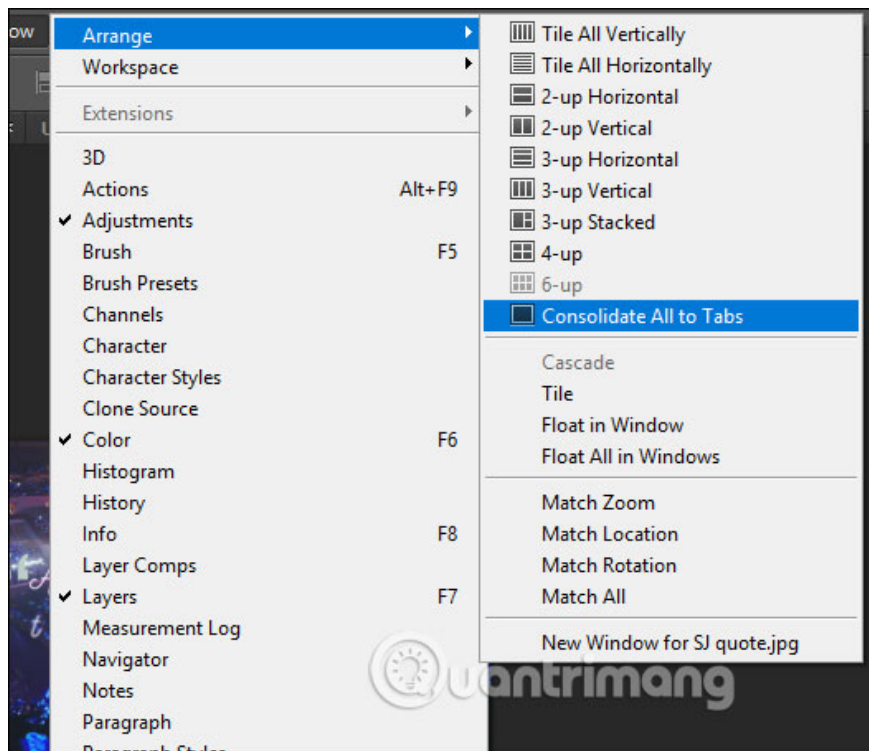 ow
Arrange
Workspace
Extensions
3D
Actions Alt+F9
Adjustments
Brush F5
Brush Presets
Channels
Character
Character Styles
Clone Source
Color F6
Histogram
History
Info F8
Layer Comps
Layers F7
Measurement Log
Navigator
Notes
Paragraph
Paragraph Styles
Tile All Vertically
Tile All Horizontally
2-up Horizontal
2-up Vertical
3-up Horizontal
3-up Vertical
3-up Stacked
4-up
6-up
Consolidate All to Tabs
Cascade
Tile
Float in Window
Float All in Windows
Match Zoom
Match Location
Match Rotation
Match All
New Window for SJ quote.jpg
Quantrimang